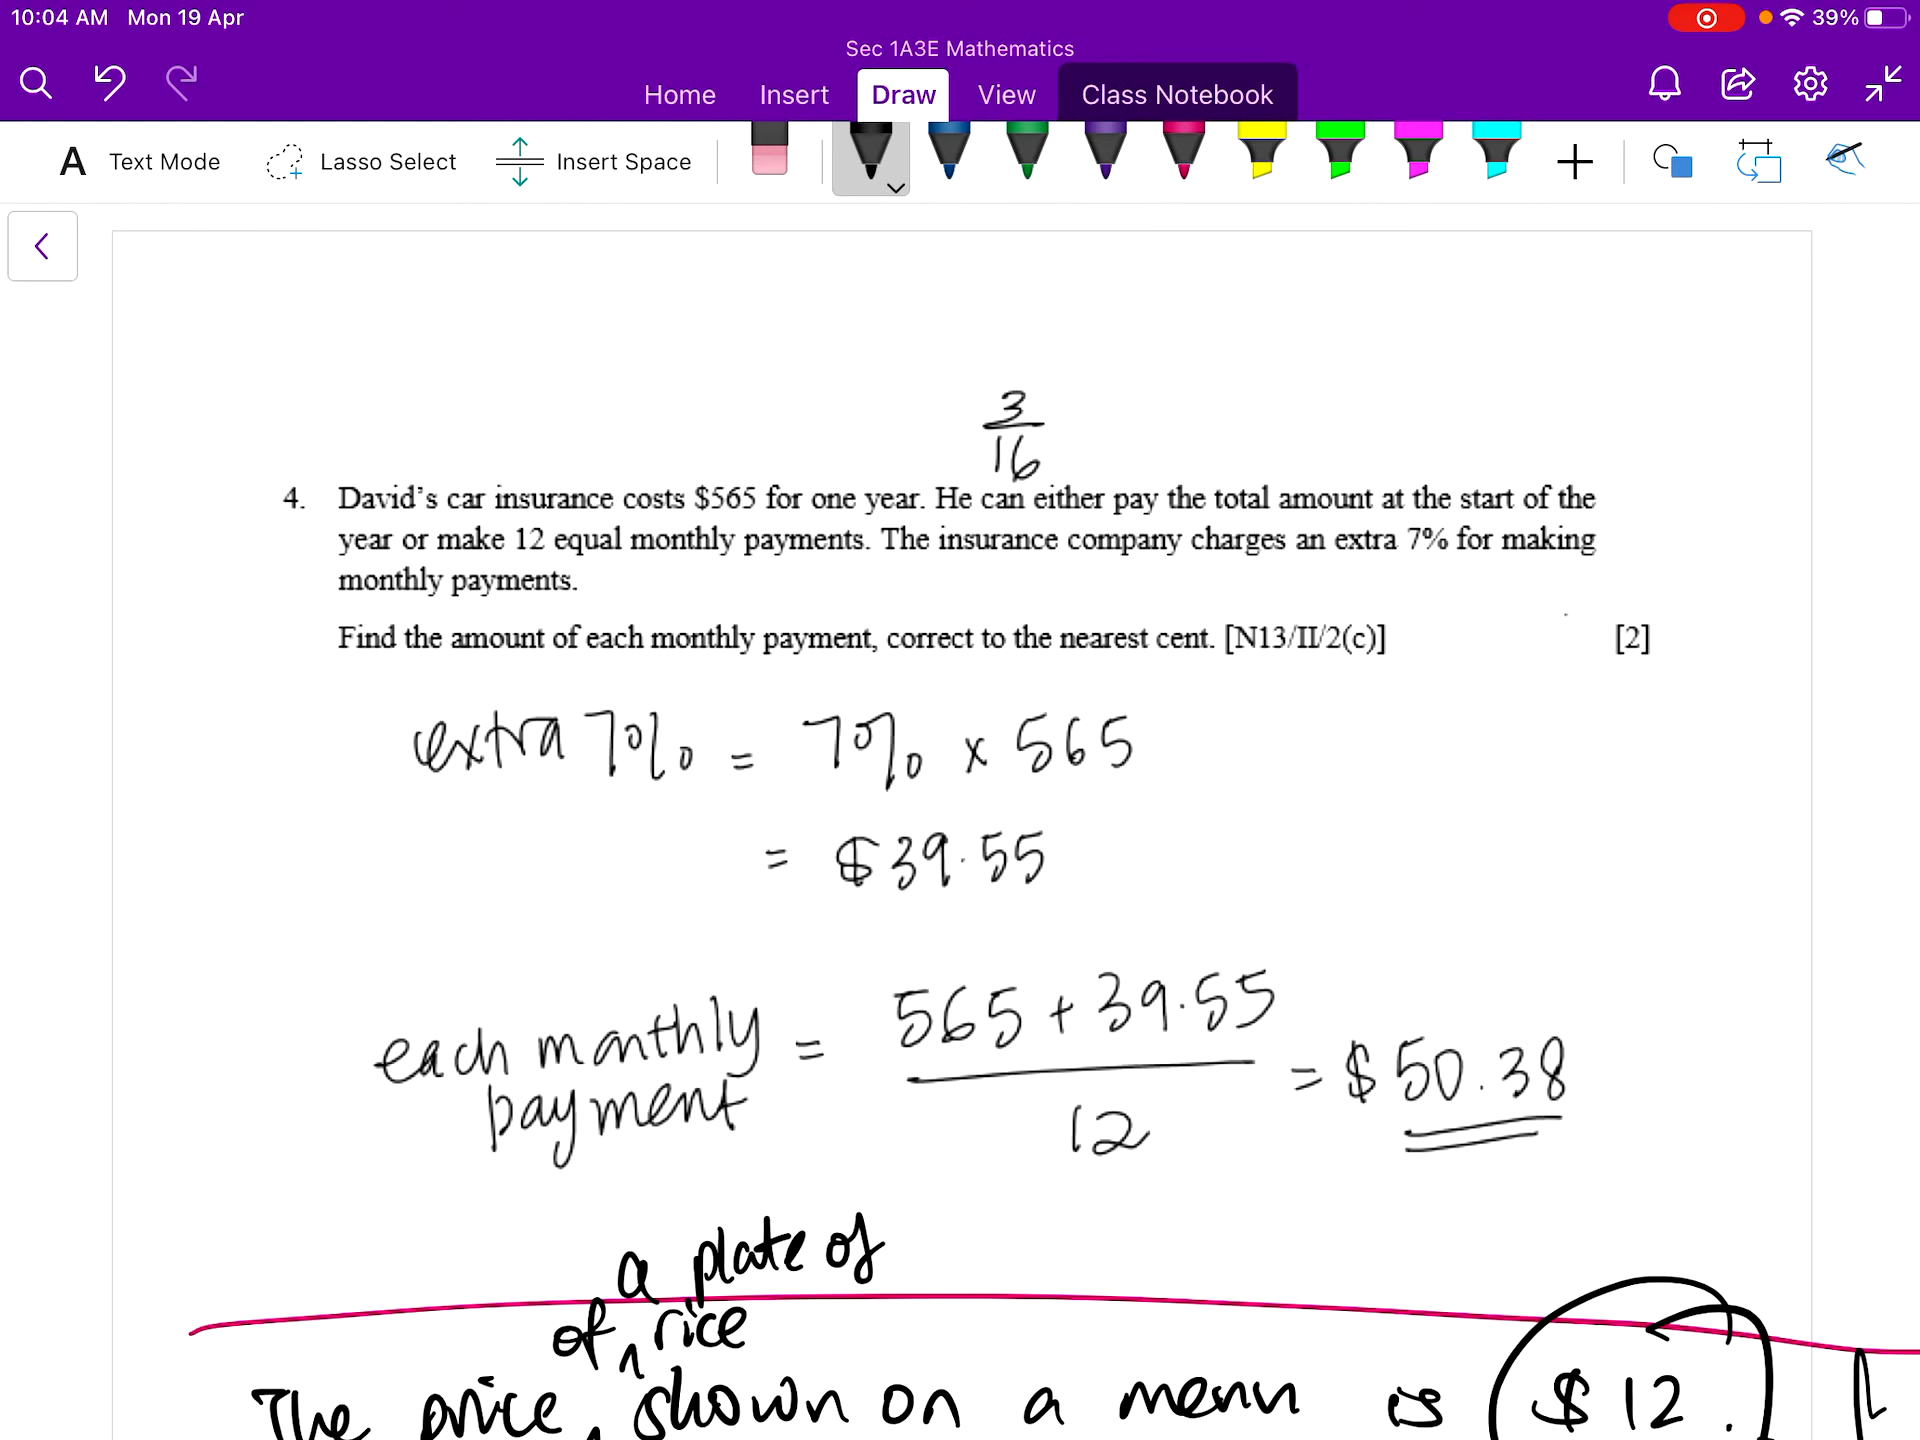 10:04 AM Mon 19 Apr
39%
Sec 1A3E Mathematics
Home Insert Draw View Class Notebook
A Text Mode Lasso Select Insert Space
3
16
4. David's car insurance costs $565 for one year. He can either pay the total amount at the start of the
year or make 12 equal monthly payments. The insurance company charges an extra 7% for making
monthly payments.
Find the amount of each monthly payment, correct to the nearest cent. [N13/II/2(c)] [2]
extra 7% = 7% x 565
= $39.55
each monthly payment = 565 + 39.55
12
= $50.38
a plate of
of rice
The price shown on a menu is $12.